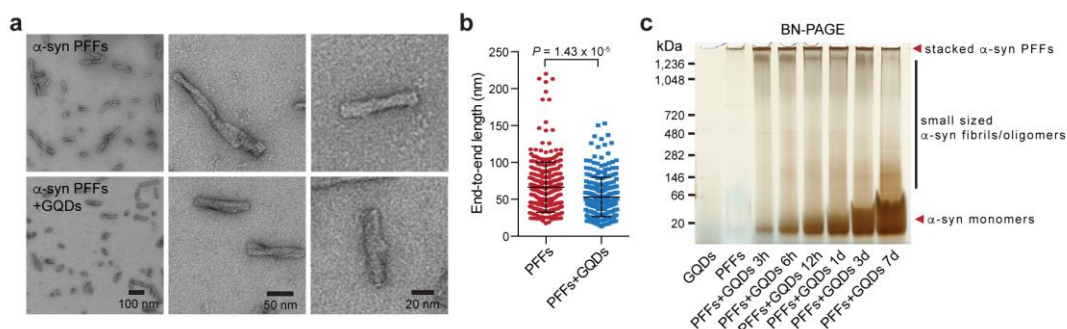 a
α-syn PFFs
α-syn PFFs
+GQDs
100 nm
50 nm
20 nm
b
P = 1.43 x 10⁻⁵
End-to-end length (nm)
250
200
150
100
50
0
PFFs
PFFs+GQDs
c
BN-PAGE
kDa
1,236
1,048
720
480
282
146
66
20
stacked α-syn PFFs
small sized
α-syn fibrils/oligomers
α-syn monomers
GQDs
PFFs
PFFs+GQDs 3h
PFFs+GQDs 6h
PFFs+GQDs 12h
PFFs+GQDs 1d
PFFs+GQDs 3d
PFFs+GQDs 7d